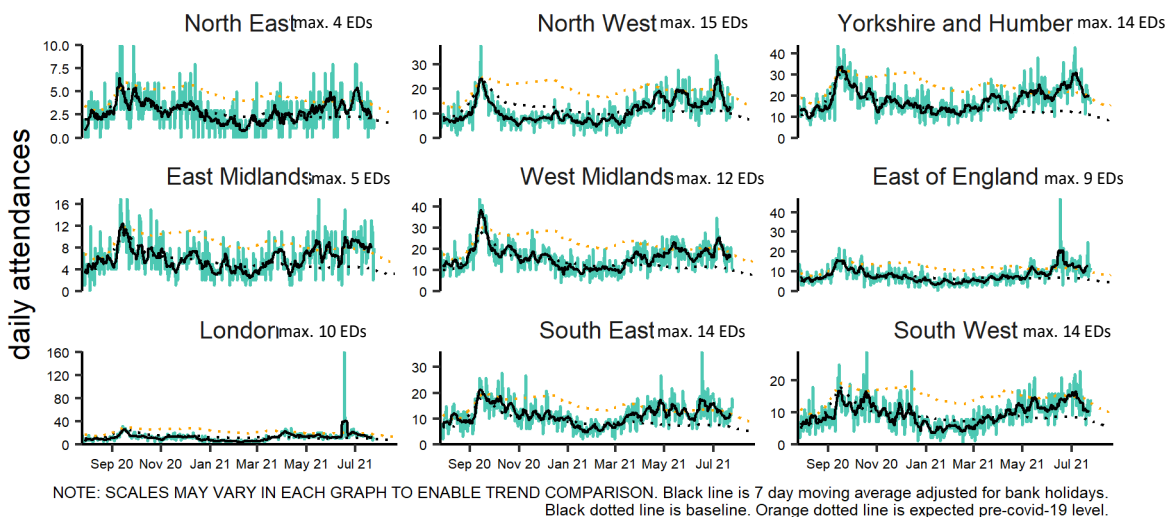 North East max. 4 EDs
North West max. 15 EDs
Yorkshire and Humber max. 14 EDs
10.0
7.5
5.0
2.5
0.0
30
20
10
0
40
30
20
10
0
daily attendances
East Midlands max. 5 EDs
West Midlands max. 12 EDs
East of England max. 9 EDs
16
12
8
4
0
40
30
20
10
0
40
30
20
10
0
London max. 10 EDs
South East max. 14 EDs
South West max. 14 EDs
160
120
80
40
0
30
20
10
0
20
10
0
Sep 20 Nov 20 Jan 21 Mar 21 May 21 Jul 21
Sep 20 Nov 20 Jan 21 Mar 21 May 21 Jul 21
Sep 20 Nov 20 Jan 21 Mar 21 May 21 Jul 21
NOTE: SCALES MAY VARY IN EACH GRAPH TO ENABLE TREND COMPARISON. Black line is 7 day moving average adjusted for bank holidays.
Black dotted line is baseline. Orange dotted line is expected pre-covid-19 level.